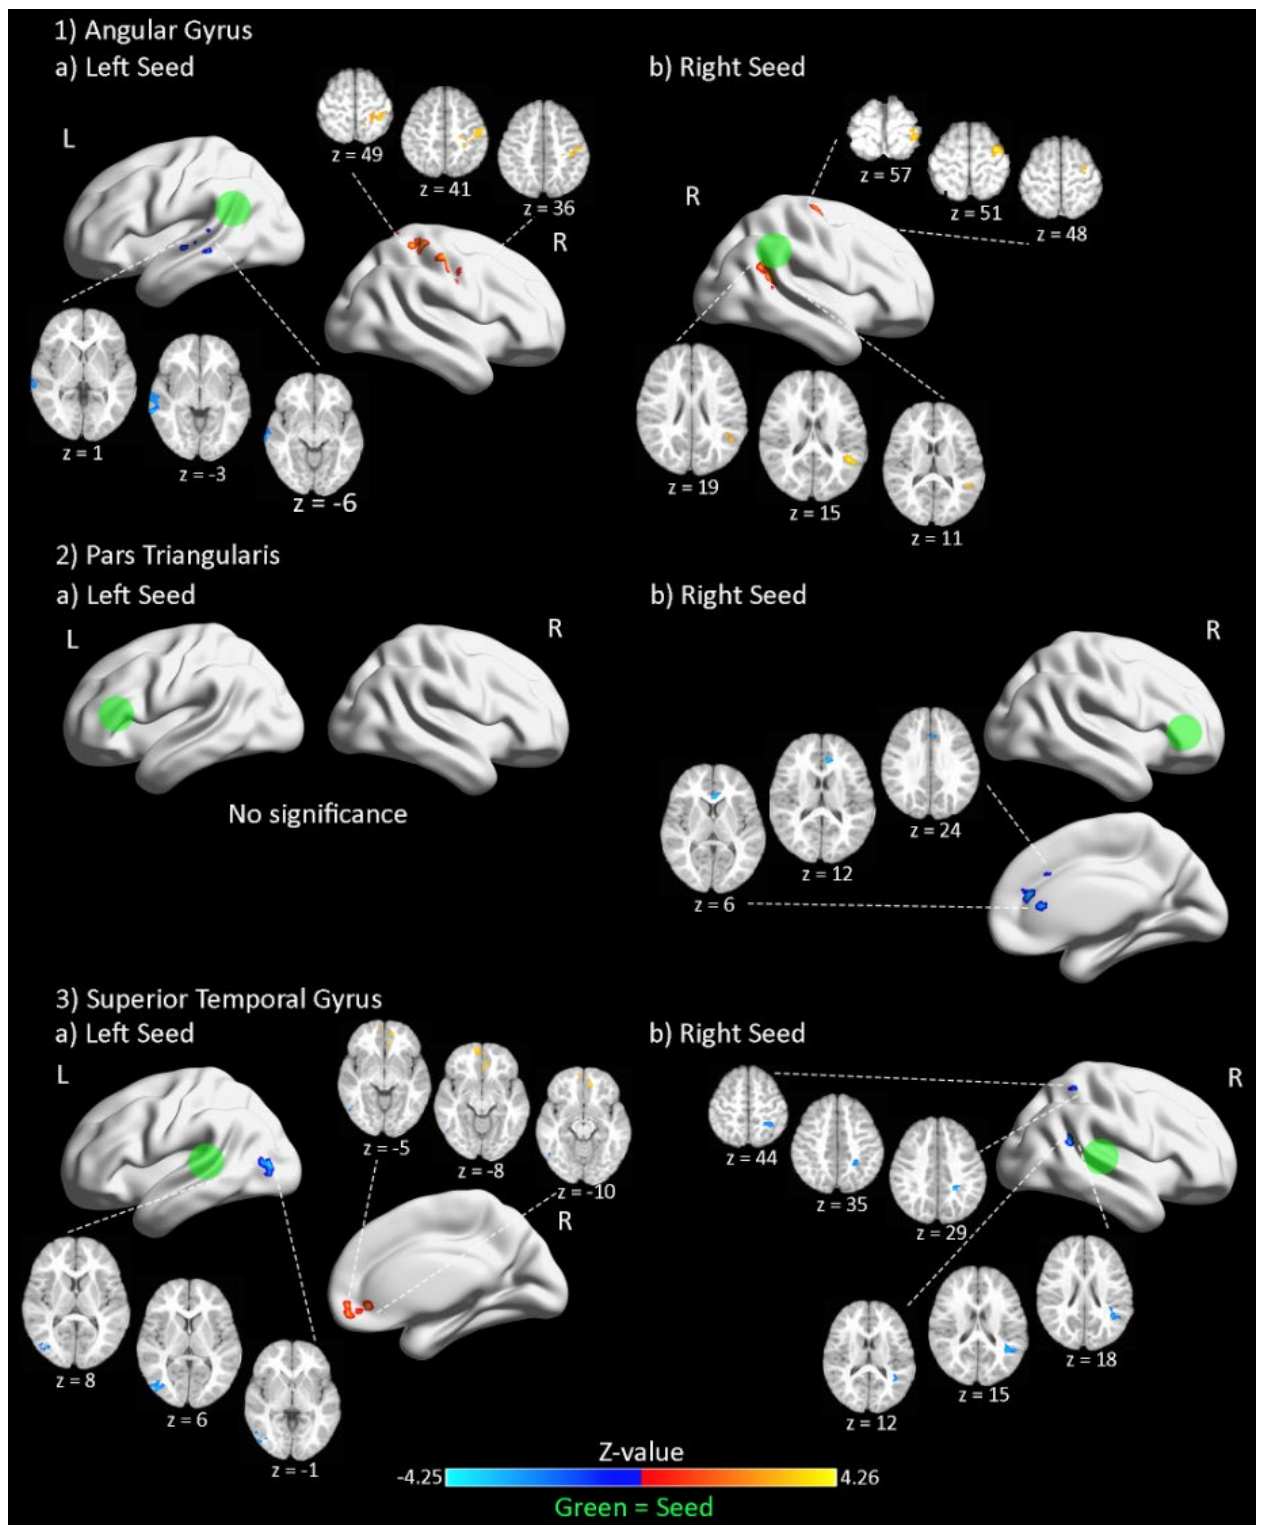 1) Angular Gyrus
a) Left Seed
b) Right Seed
L
z = 49
z = 41
z = 36
R
z = 1
z = -3
z = -6
R
z = 57
z = 51
z = 48
z = 19
z = 15
z = 11
2) Pars Triangularis
a) Left Seed
b) Right Seed
L
R
No significance
R
z = 24
z = 12
z = 6
3) Superior Temporal Gyrus
a) Left Seed
b) Right Seed
L
z = -5
z = -8
z = -10
R
z = 8
z = 6
z = -1
R
z = 44
z = 35
z = 29
z = 18
z = 15
z = 12
Z-value
-4.25
4.26
Green = Seed